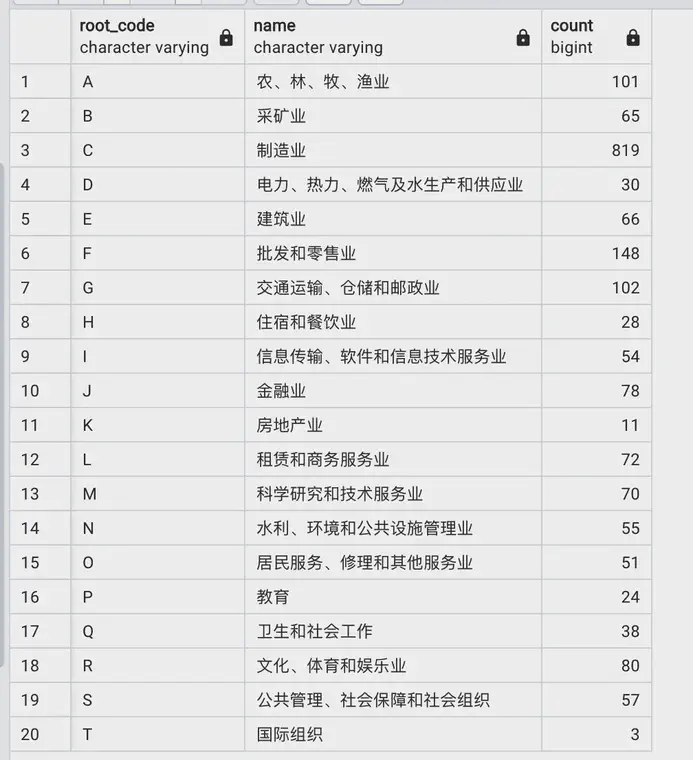 root_code name count
character varying character varying bigint
1 A 农、林、牧、渔业 101
2 B 采矿业 65
3 C 制造业 819
4 D 电力、热力、燃气及水生产和供应业 30
5 E 建筑业 66
6 F 批发和零售业 148
7 G 交通运输、仓储和邮政业 102
8 H 住宿和餐饮业 28
9 I 信息传输、软件和信息技术服务业 54
10 J 金融业 78
11 K 房地产业 11
12 L 租赁和商务服务业 72
13 M 科学研究和技术服务业 70
14 N 水利、环境和公共设施管理业 55
15 O 居民服务、修理和其他服务业 51
16 P 教育 24
17 Q 卫生和社会工作 38
18 R 文化、体育和娱乐业 80
19 S 公共管理、社会保障和社会组织 57
20 T 国际组织 3